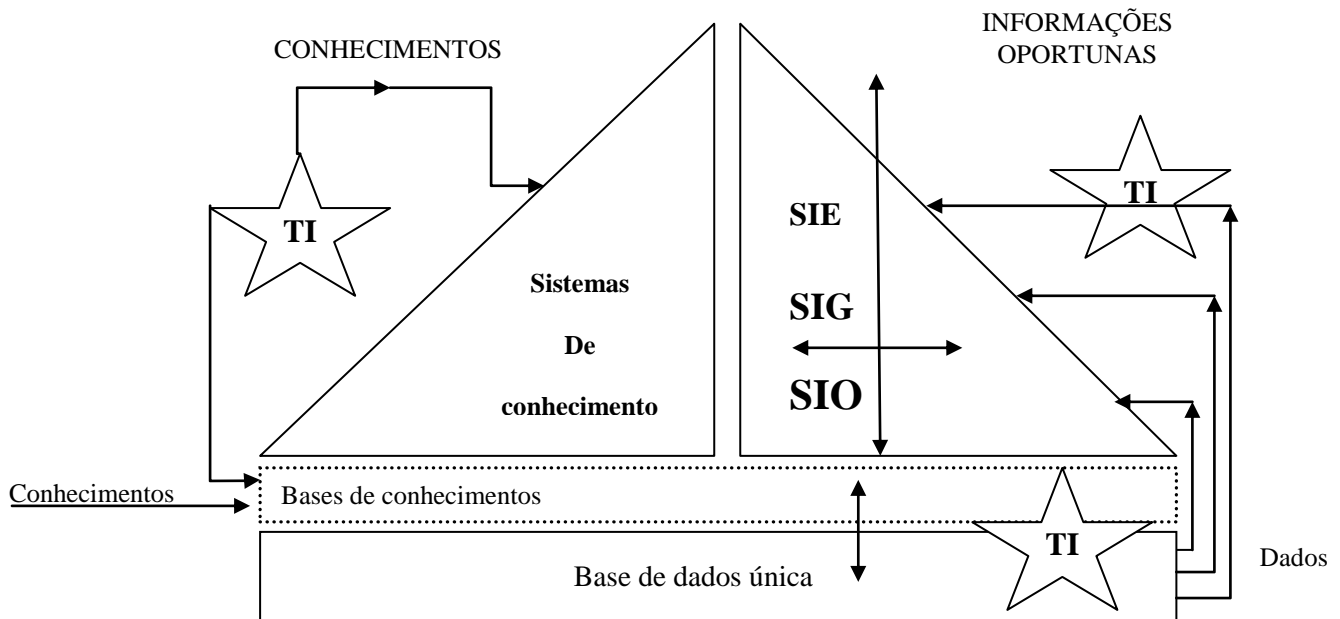 CONHECIMENTOS
INFORMAÇÕES
OPORTUNAS
TI
TI
SIE
Sistemas
SIG
De
SIO
conhecimento
Conhecimentos
Bases de conhecimentos
TI
Base de dados única
Dados